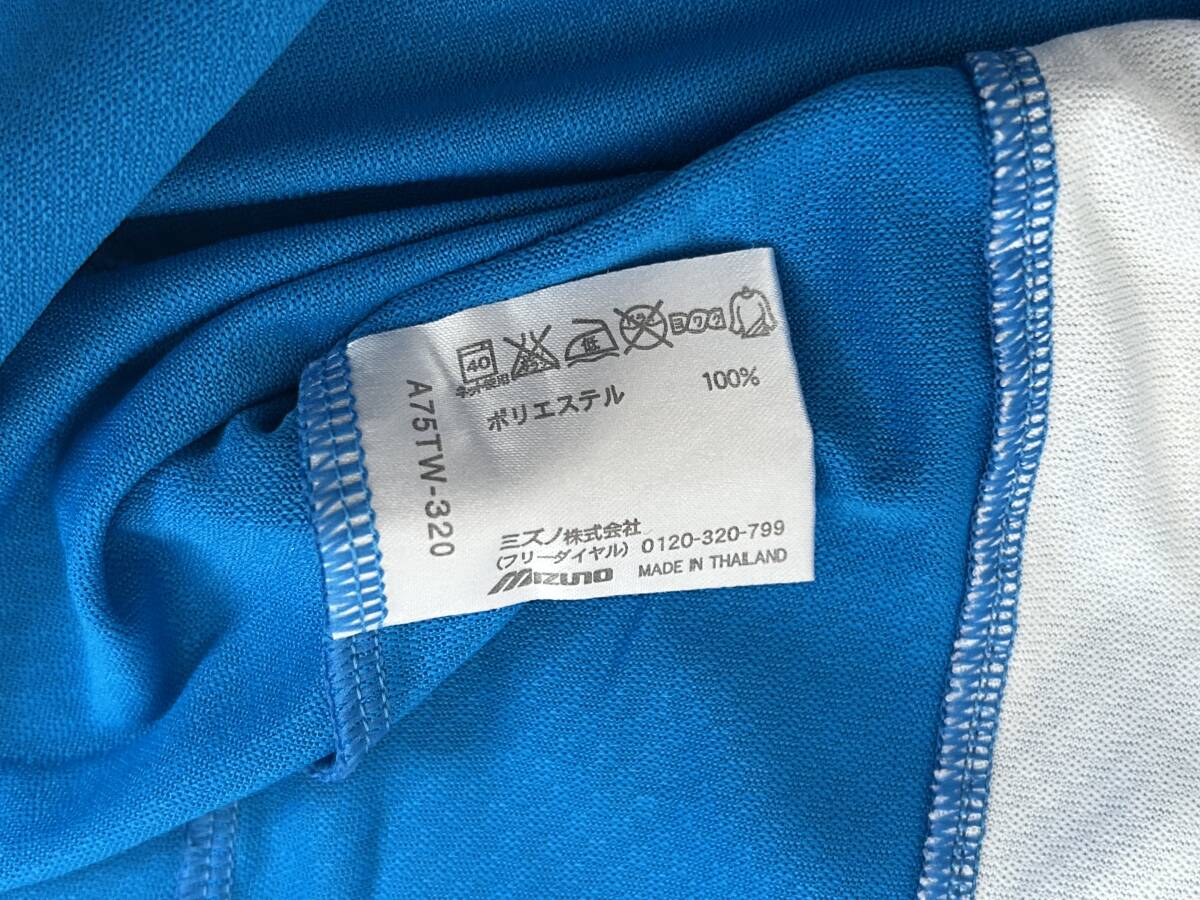 40
ネット使用
低
ヨワク
ポリエステル 100%
A75TW-320
ミズノ株式会社
(フリーダイヤル) 0120-320-799
MIZUNO MADE IN THAILAND